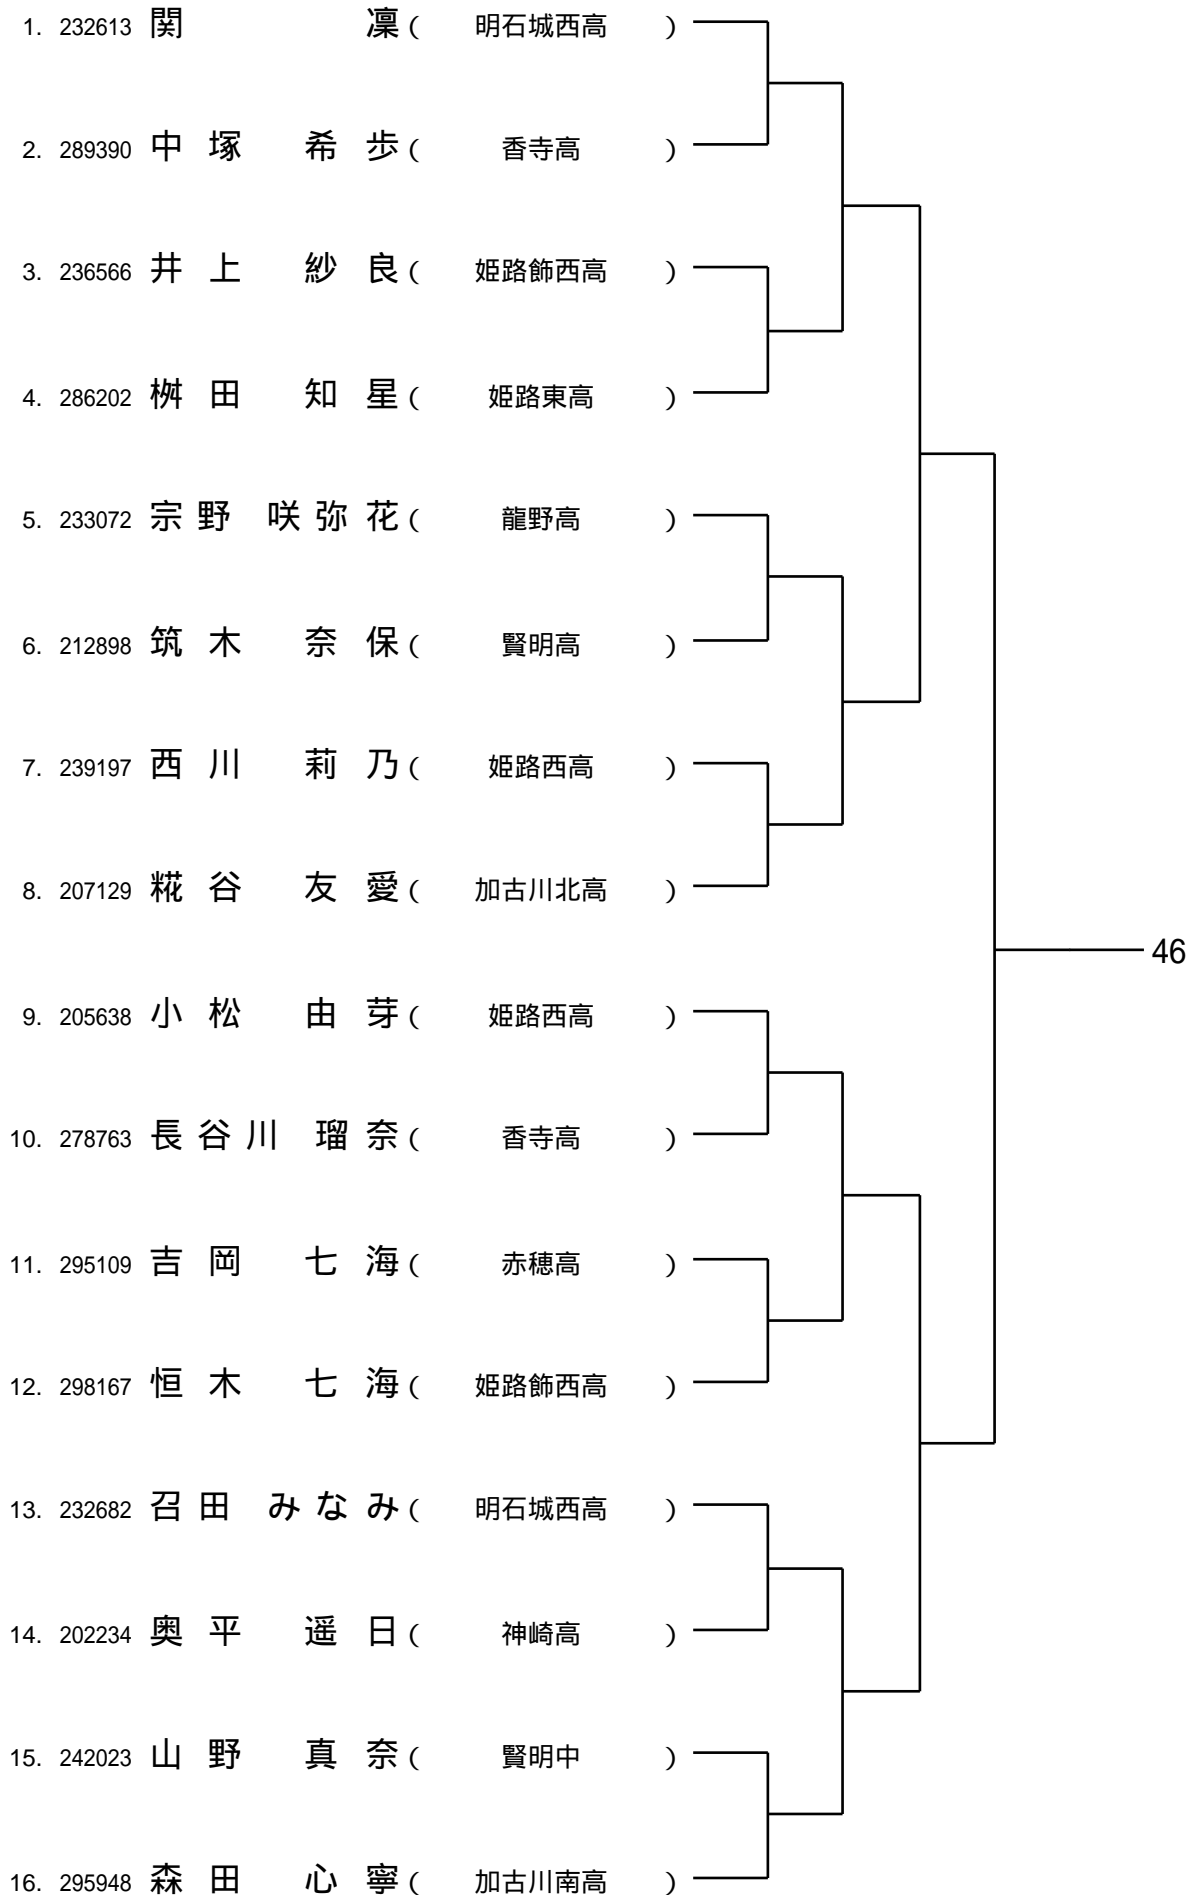 1. 232613 関 凜 ( 明石城西高 )
2. 289390 中塚 希歩 ( 香寺高 )
3. 236566 井上 紗良 ( 姫路飾西高 )
4. 286202 桝田 知星 ( 姫路東高 )
5. 233072 宗野 咲弥花 ( 龍野高 )
6. 212898 筑木 奈保 ( 賢明高 )
7. 239197 西川 莉乃 ( 姫路西高 )
8. 207129 糀谷 友愛 ( 加古川北高 )
46
9. 205638 小松 由芽 ( 姫路西高 )
10. 278763 長谷川 瑠奈 ( 香寺高 )
11. 295109 吉岡 七海 ( 赤穂高 )
12. 298167 恒木 七海 ( 姫路飾西高 )
13. 232682 召田 みなみ ( 明石城西高 )
14. 202234 奥平 遥日 ( 神崎高 )
15. 242023 山野 真奈 ( 賢明中 )
16. 295948 森田 心寧 ( 加古川南高 )